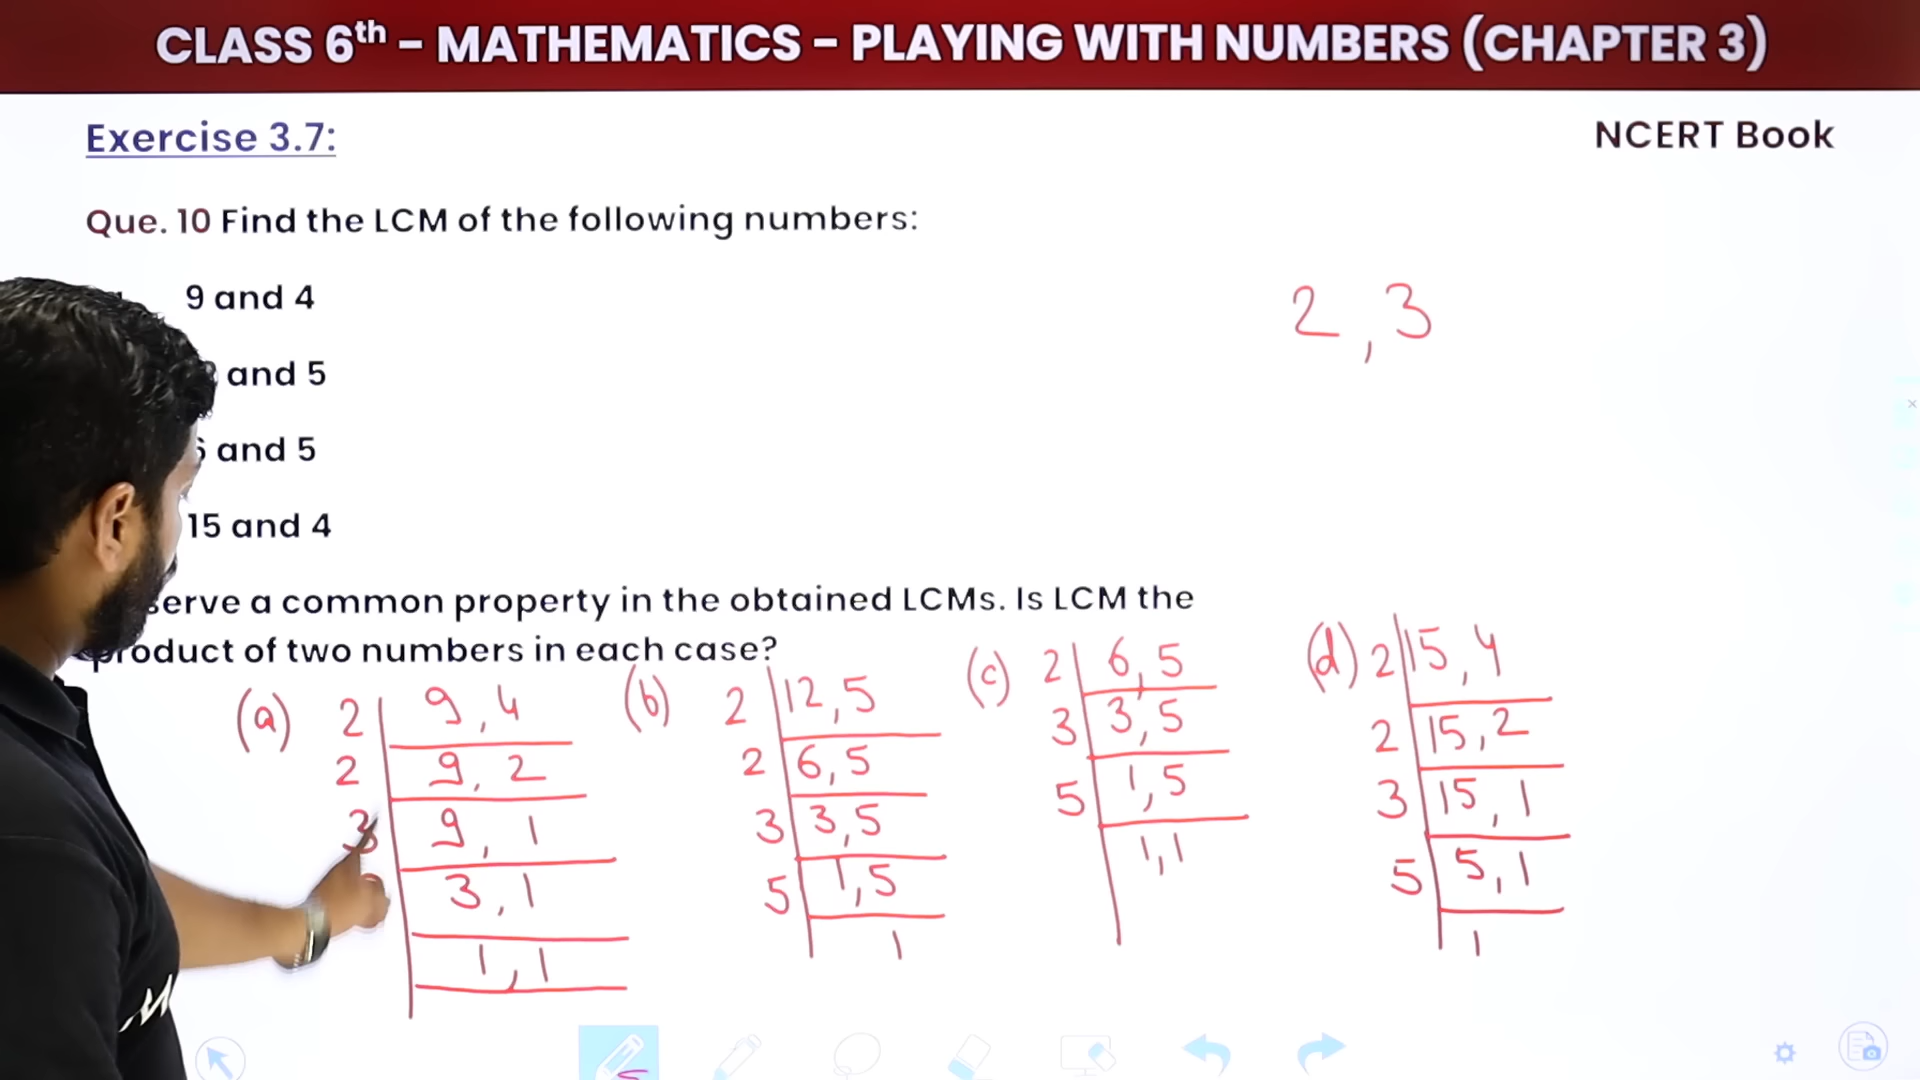 CLASS 6th - MATHEMATICS - PLAYING WITH NUMBERS (CHAPTER 3)
Exercise 3.7:
NCERT Book
Que. 10 Find the LCM of the following numbers:
9 and 4
2 , 3
and 5
and 5
15 and 4
serve a common property in the obtained LCMs. Is LCM the
product of two numbers in each case?
(a)
2 9 , 4
2 9 , 2
3 9 , 1
3 , 1
1 , 1
(b)
2 12 , 5
2 6 , 5
3 3 , 5
5 1 , 5
1
(c)
2 6 , 5
3 3 , 5
5 1 , 5
1 , 1
(d)
2 15 , 4
2 15 , 2
3 15 , 1
5 5 , 1
1